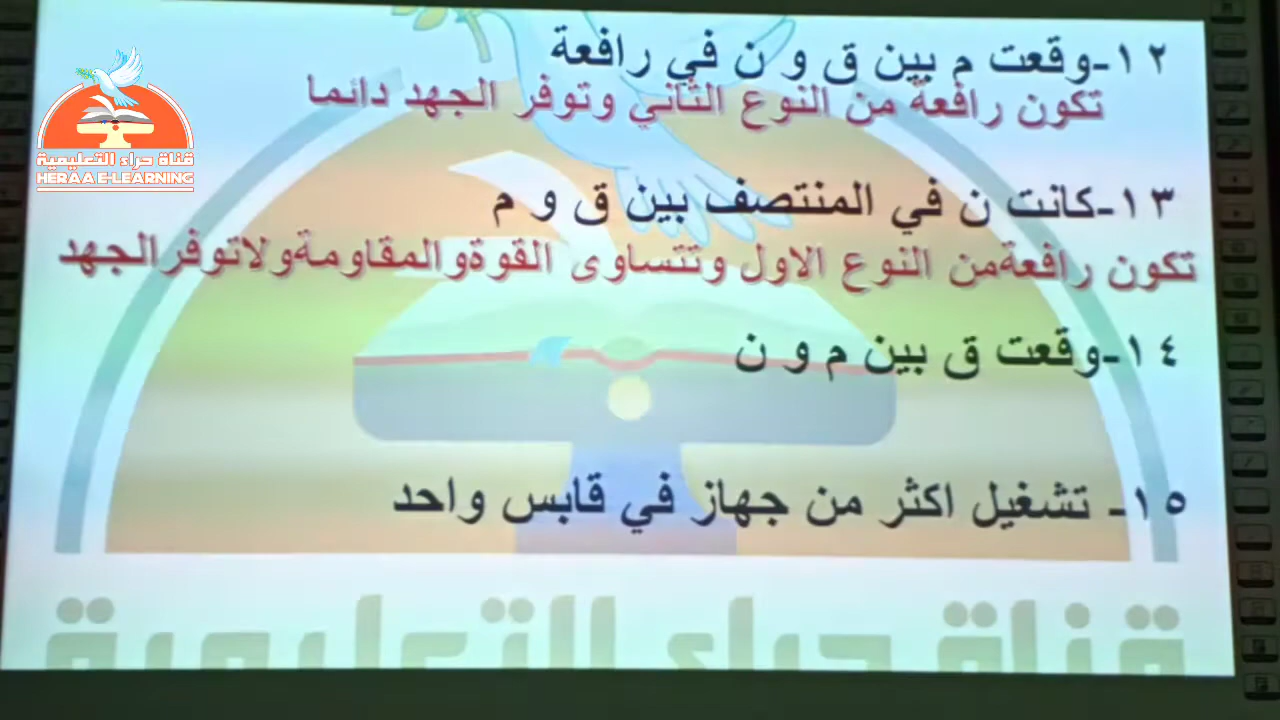 قناة حراء التعليمية
HERAA E-LEARNING
١٢-وقعت م بين ق و ن في رافعة
تكون رافعة من النوع الثاني وتوفر الجهد دائما
١٣-كانت ن في المنتصف بين ق و م
تكون رافعةمن النوع الاول وتتساوى القوةوالمقاومةولاتوفرالجهد
١٤-وقعت ق بين م و ن
١٥- تشغيل اكثر من جهاز في قابس واحد
قناة حراء التعليمية